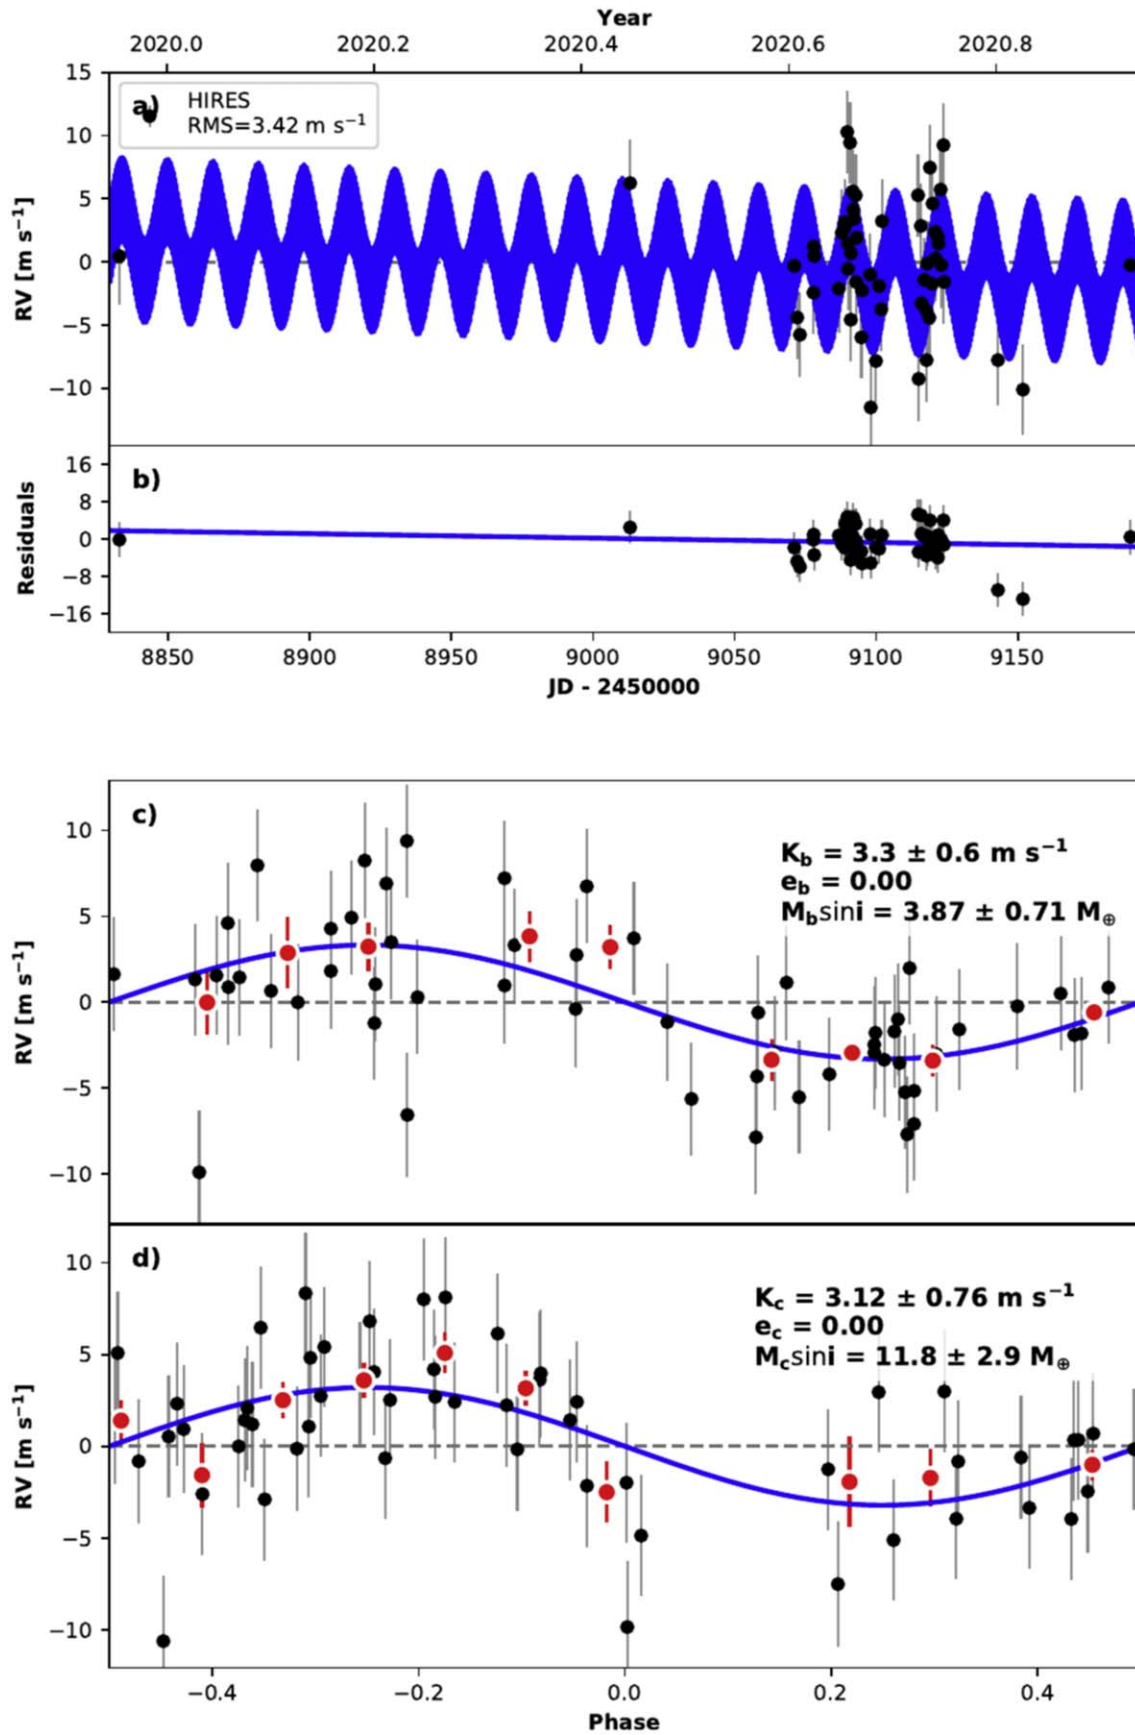 Year
2020.0 2020.2 2020.4 2020.6 2020.8
a) HIRES
RMS=3.42 m s⁻¹
15
10
5
0
−5
−10
RV [m s⁻¹]
b)
16
8
0
−8
−16
Residuals
8850 8900 8950 9000 9050 9100 9150
JD - 2450000
c)
K_b = 3.3 ± 0.6 m s⁻¹
e_b = 0.00
M_b sini = 3.87 ± 0.71 M⊕
10
5
0
−5
−10
RV [m s⁻¹]
d)
K_c = 3.12 ± 0.76 m s⁻¹
e_c = 0.00
M_c sini = 11.8 ± 2.9 M⊕
10
5
0
−5
−10
RV [m s⁻¹]
−0.4 −0.2 0.0 0.2 0.4
Phase